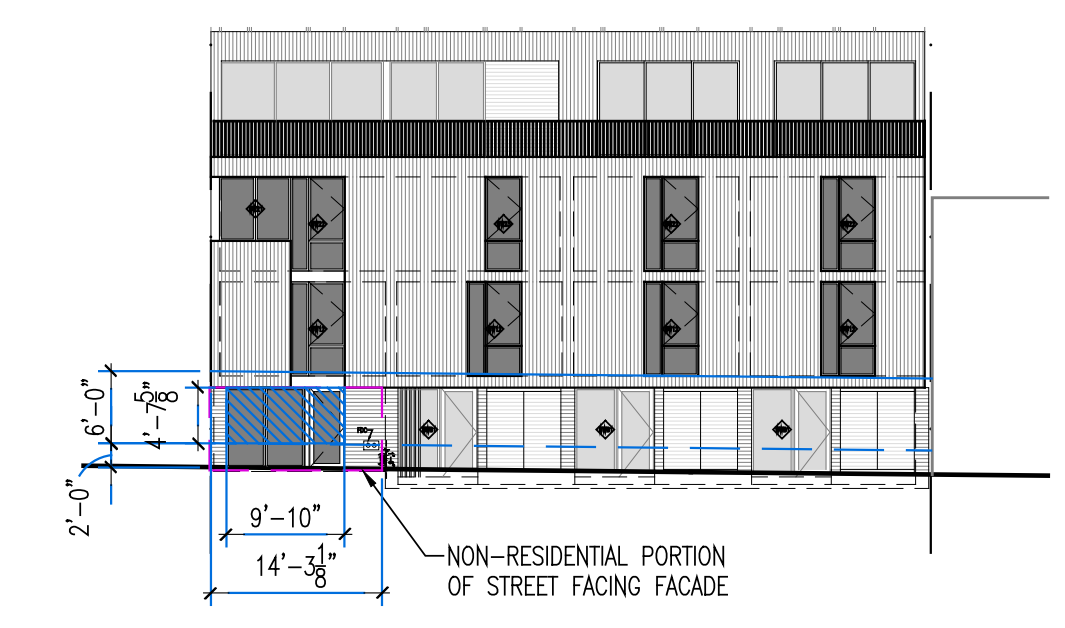 6'-0"
4'-7 5/8"
2'-0"
9'-10"
14'-3 1/8"
NON-RESIDENTIAL PORTION
OF STREET FACING FACADE